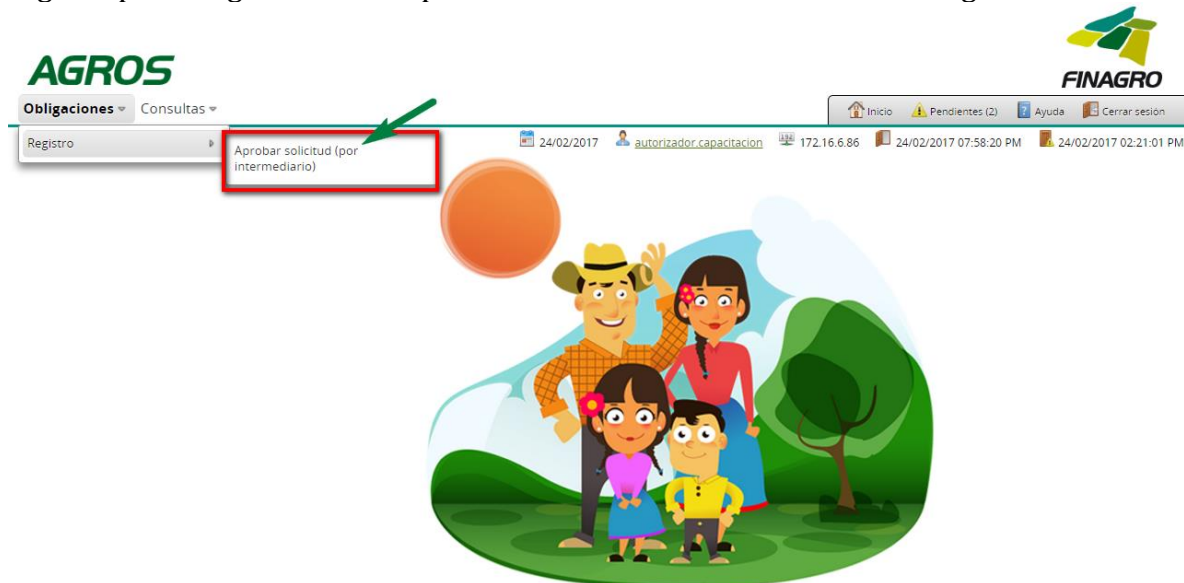 AGROS
FINAGRO
Obligaciones Consultas
Inicio Pendientes (2) Ayuda Cerrar sesión
Registro
Aprobar solicitud (por
intermediario)
24/02/2017 autorizador.capacitacion 172.16.6.86 24/02/2017 07:58:20 PM 24/02/2017 02:21:01 PM